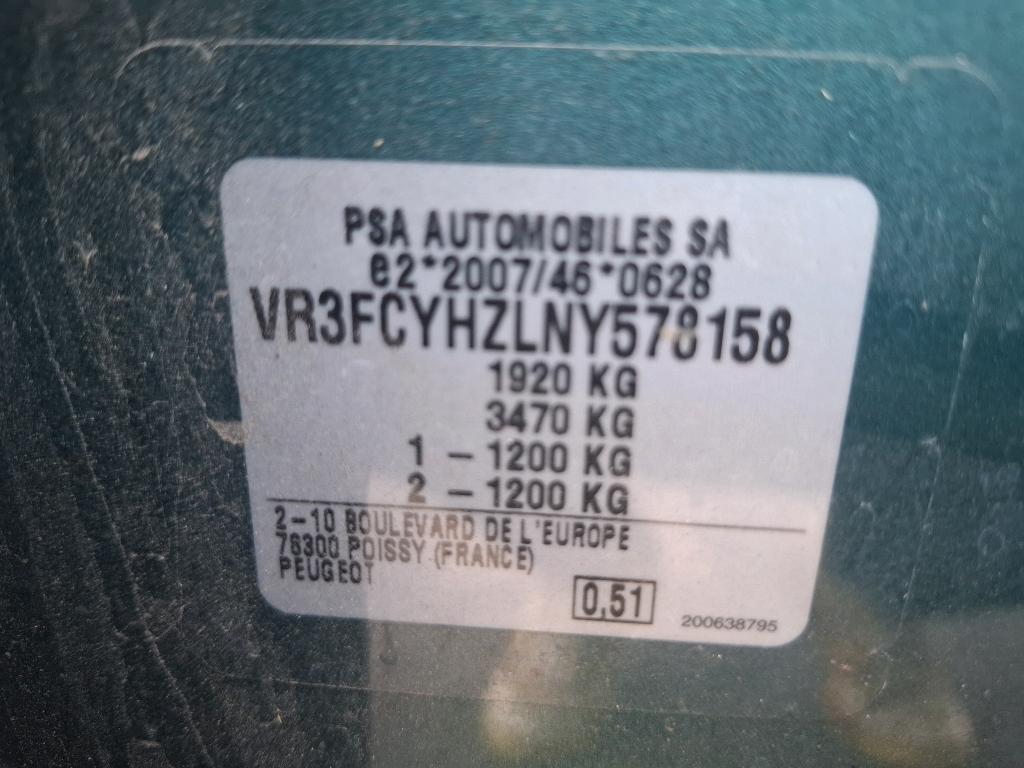 PSA AUTOMOBILES SA
e2*2007/46*0628
VR3FCYHZLNY578158
1920 KG
3470 KG
1 – 1200 KG
2 – 1200 KG
2–10 BOULEVARD DE L'EUROPE
78300 POISSY (FRANCE)
PEUGEOT
0,51
200638795